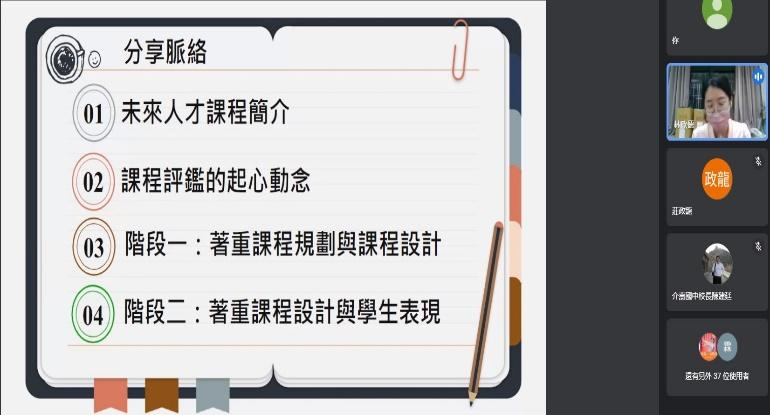 分享脈絡
01 未來人才課程簡介
02 課程評鑑的起心動念
03 階段一：著重課程規劃與課程設計
04 階段二：著重課程設計與學生表現
你
政龍
莊政龍
還有另外 37 位使用者